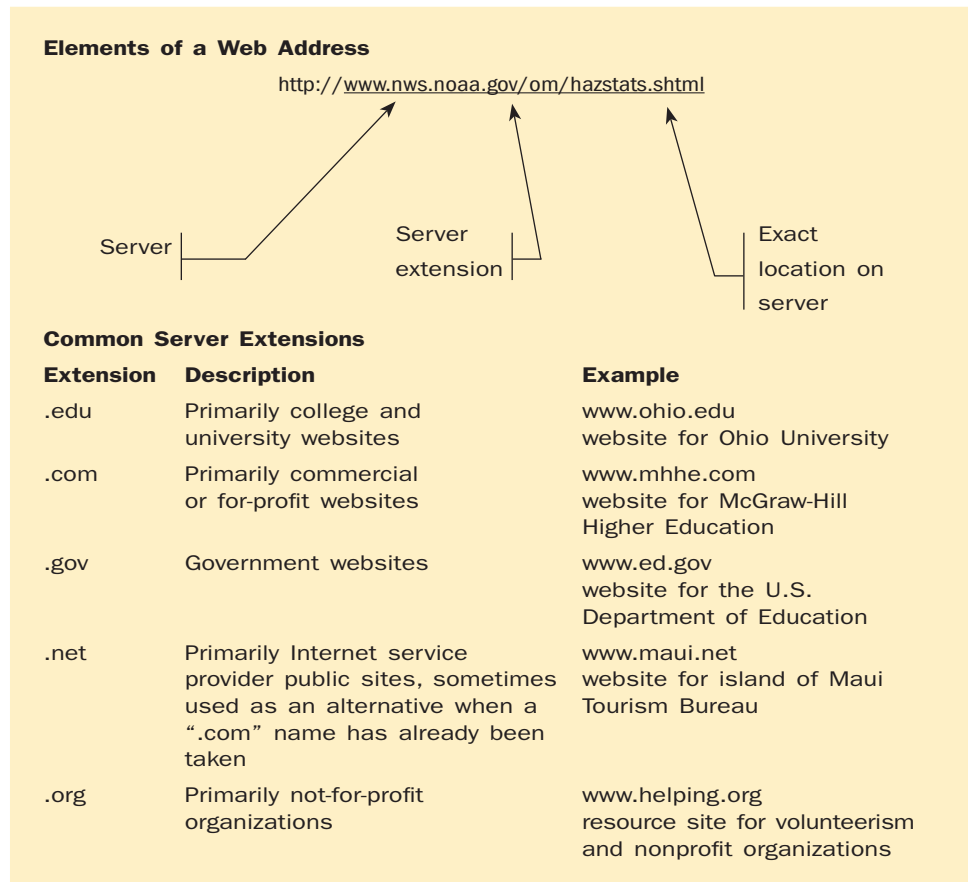 Elements of a Web Address
http://www.nws.noaa.gov/om/hazstats.shtml
Server
Server
extension
Exact
location on
server
Common Server Extensions
Extension Description Example
.edu Primarily college and www.ohio.edu
university websites website for Ohio University
.com Primarily commercial www.mhhe.com
or for-profit websites website for McGraw-Hill
Higher Education
.gov Government websites www.ed.gov
website for the U.S.
Department of Education
.net Primarily Internet service www.maui.net
provider public sites, sometimes website for island of Maui
used as an alternative when a Tourism Bureau
“.com” name has already been
taken
.org Primarily not-for-profit www.helping.org
organizations resource site for volunteerism
and nonprofit organizations